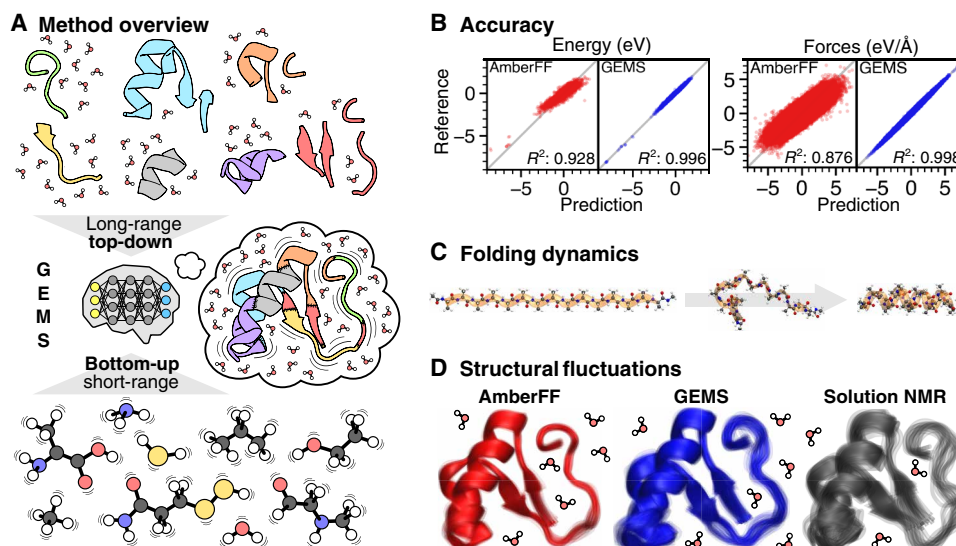 A Method overview
Long-range
top-down
G
E
M
S
Bottom-up
short-range
B Accuracy
Energy (eV)
Forces (eV/Å)
AmberFF
GEMS
AmberFF
GEMS
Reference
0
−5
5
0
−5
R²: 0.928
R²: 0.996
R²: 0.876
R²: 0.998
−5 0 −5 0
−5 0 5 −5 0 5
Prediction
Prediction
C Folding dynamics
D Structural fluctuations
AmberFF
GEMS
Solution NMR